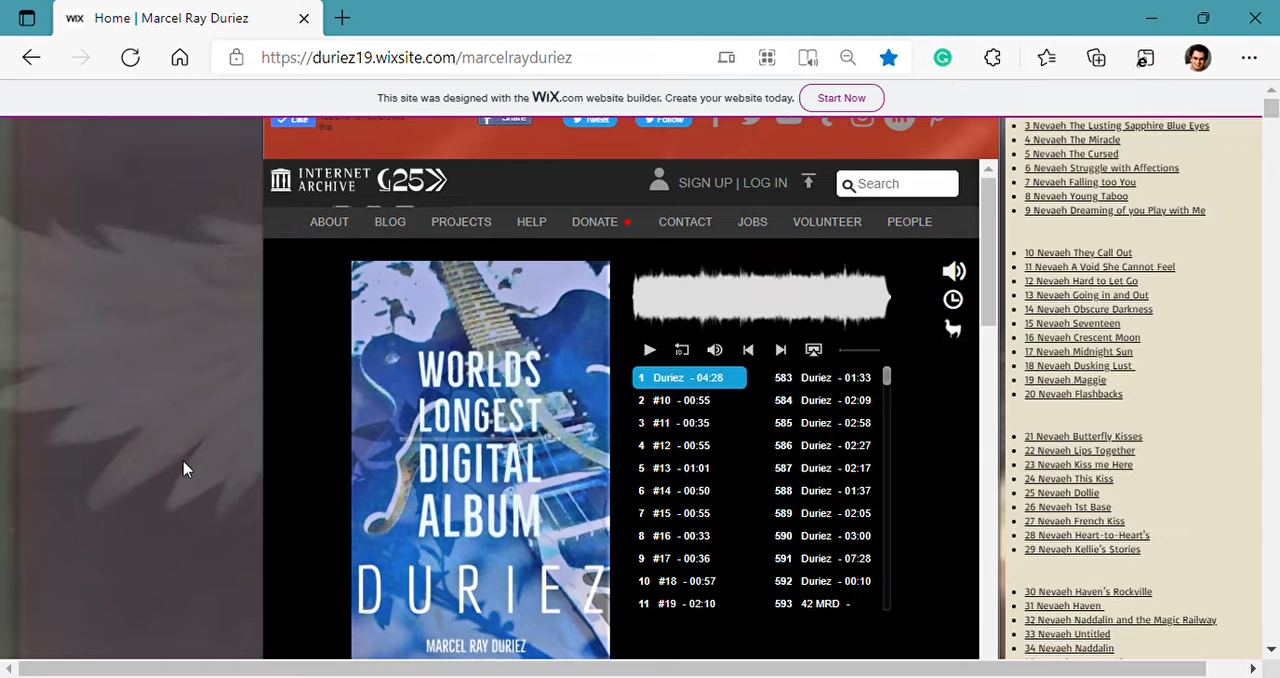 WiX Home | Marcel Ray Duriez
https://duriez19.wixsite.com/marcelrayduriez
This site was designed with the WiX.com website builder. Create your website today. Start Now
Like
this.
Share
Tweet
Follow
INTERNET
ARCHIVE
25
SIGN UP | LOG IN
Search
ABOUT BLOG PROJECTS HELP DONATE CONTACT JOBS VOLUNTEER PEOPLE
WORLDS
LONGEST
DIGITAL
ALBUM
DURIEZ
MARCEL RAY DURIEZ
10
1 Duriez - 04:28
2 #10 - 00:55
3 #11 - 00:35
4 #12 - 00:55
5 #13 - 01:01
6 #14 - 00:50
7 #15 - 00:55
8 #16 - 00:33
9 #17 - 00:36
10 #18 - 00:57
11 #19 - 02:10
583 Duriez - 01:33
584 Duriez - 02:09
585 Duriez - 02:58
586 Duriez - 02:27
587 Duriez - 02:17
588 Duriez - 01:37
589 Duriez - 02:05
590 Duriez - 03:00
591 Duriez - 07:28
592 Duriez - 00:10
593 42 MRD -
3 Nevaeh The Lusting Sapphire Blue Eyes
4 Nevaeh The Miracle
5 Nevaeh The Cursed
6 Nevaeh Struggle with Affections
7 Nevaeh Falling too You
8 Nevaeh Young Taboo
9 Nevaeh Dreaming of you Play with Me
10 Nevaeh They Call Out
11 Nevaeh A Void She Cannot Feel
12 Nevaeh Hard to Let Go
13 Nevaeh Going in and Out
14 Nevaeh Obscure Darkness
15 Nevaeh Seventeen
16 Nevaeh Crescent Moon
17 Nevaeh Midnight Sun
18 Nevaeh Dusking Lust
19 Nevaeh Maggie
20 Nevaeh Flashbacks
21 Nevaeh Butterfly Kisses
22 Nevaeh Lips Together
23 Nevaeh Kiss me Here
24 Nevaeh This Kiss
25 Nevaeh Dollie
26 Nevaeh 1st Base
27 Nevaeh French Kiss
28 Nevaeh Heart-to-Heart's
29 Nevaeh Kellie's Stories
30 Nevaeh Haven's Rockville
31 Nevaeh Haven
32 Nevaeh Naddalin and the Magic Railway
33 Nevaeh Untitled
34 Nevaeh Naddalin